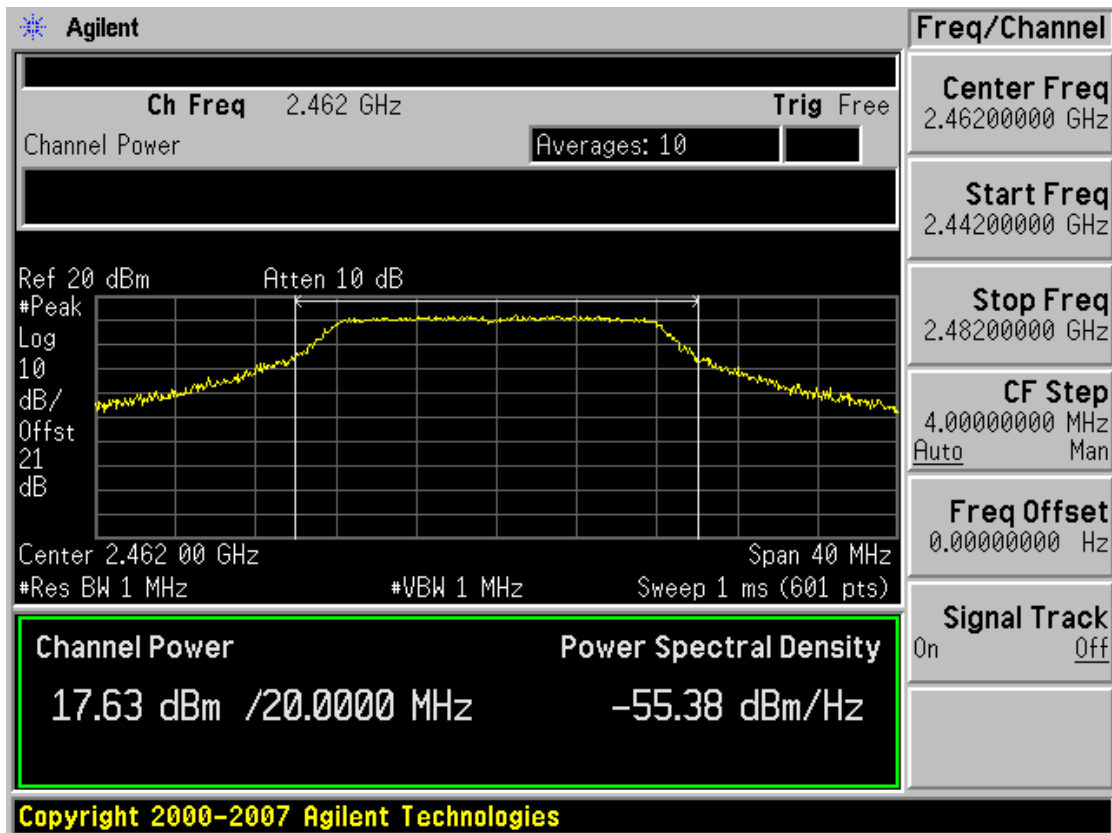 Agilent
Ch Freq 2.462 GHz Trig Free
Channel Power Averages: 10
Ref 20 dBm Atten 10 dB
#Peak
Log
10
dB/
Offst
21
dB
Center 2.462 00 GHz Span 40 MHz
#Res BW 1 MHz #VBW 1 MHz Sweep 1 ms (601 pts)
Channel Power Power Spectral Density
17.63 dBm /20.0000 MHz -55.38 dBm/Hz
Copyright 2000-2007 Agilent Technologies
Freq/Channel
Center Freq
2.46200000 GHz
Start Freq
2.44200000 GHz
Stop Freq
2.48200000 GHz
CF Step
4.00000000 MHz
Auto Man
Freq Offset
0.00000000 Hz
Signal Track
On Off